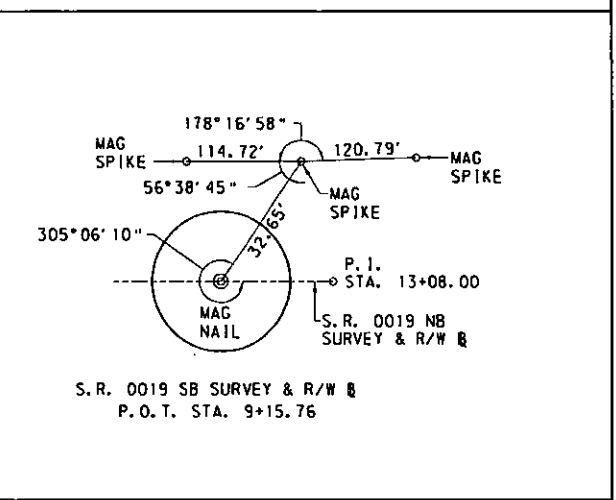 178°16'58"
MAG
SPIKE
114.72'
120.79'
MAG
SPIKE
56°38'45"
MAG
SPIKE
32.65'
305°06'10"
P.I.
STA. 13+08.00
MAG
NAIL
S.R. 0019 NB
SURVEY & R/W ℄
S.R. 0019 SB SURVEY & R/W ℄
P.O.T. STA. 9+15.76